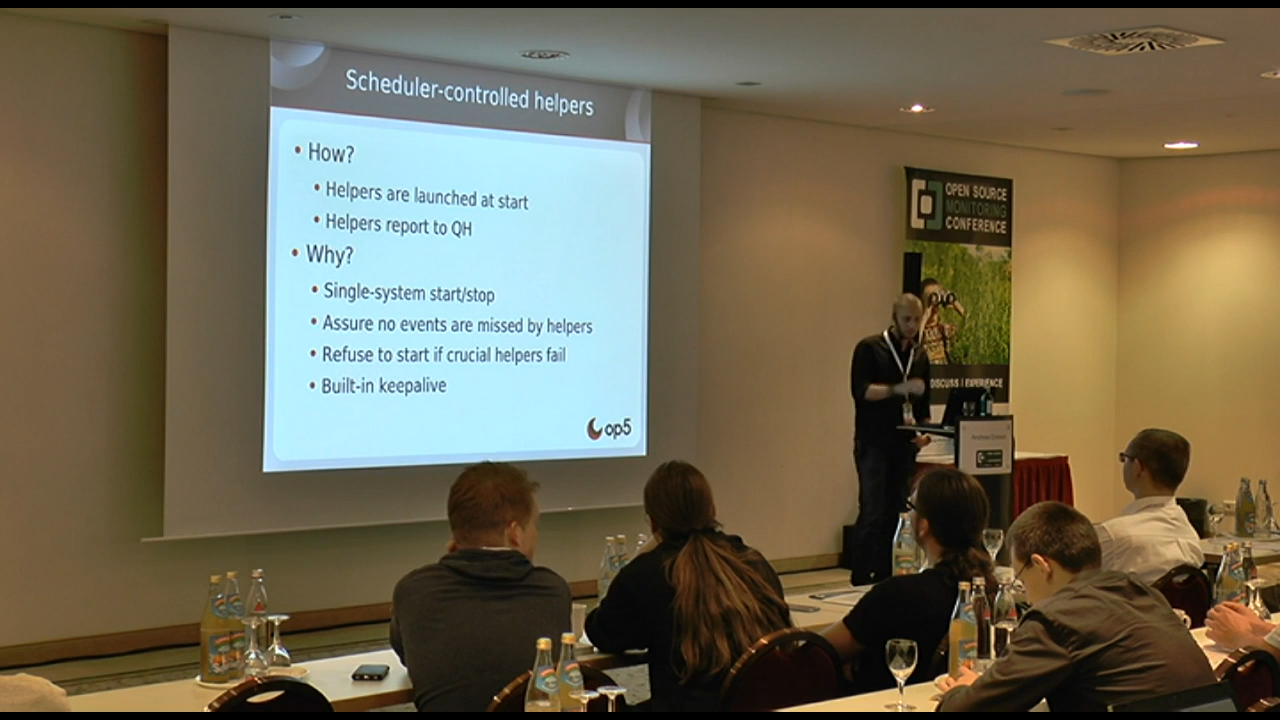 Scheduler-controlled helpers
• How?
• Helpers are launched at start
• Helpers report to QH
• Why?
• Single-system start/stop
• Assure no events are missed by helpers
• Refuse to start if crucial helpers fail
• Built-in keepalive
op5
OPEN SOURCE
MONITORING
CONFERENCE
DISCUSS | EXPERIENCE